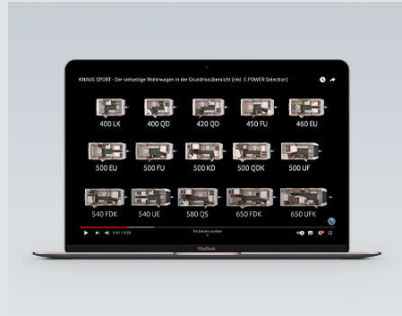 KNAUS SPORT - Der vielseitige Wohnwagen in der Grundrissübersicht (inkl. E.POWER Selection)
400 LK 400 QD 420 QD 450 FU 460 EU
500 EU 500 FU 500 KD 500 QDK 500 UF
540 FDK 540 UE 580 QS 650 FDK 650 UFK
MacBook